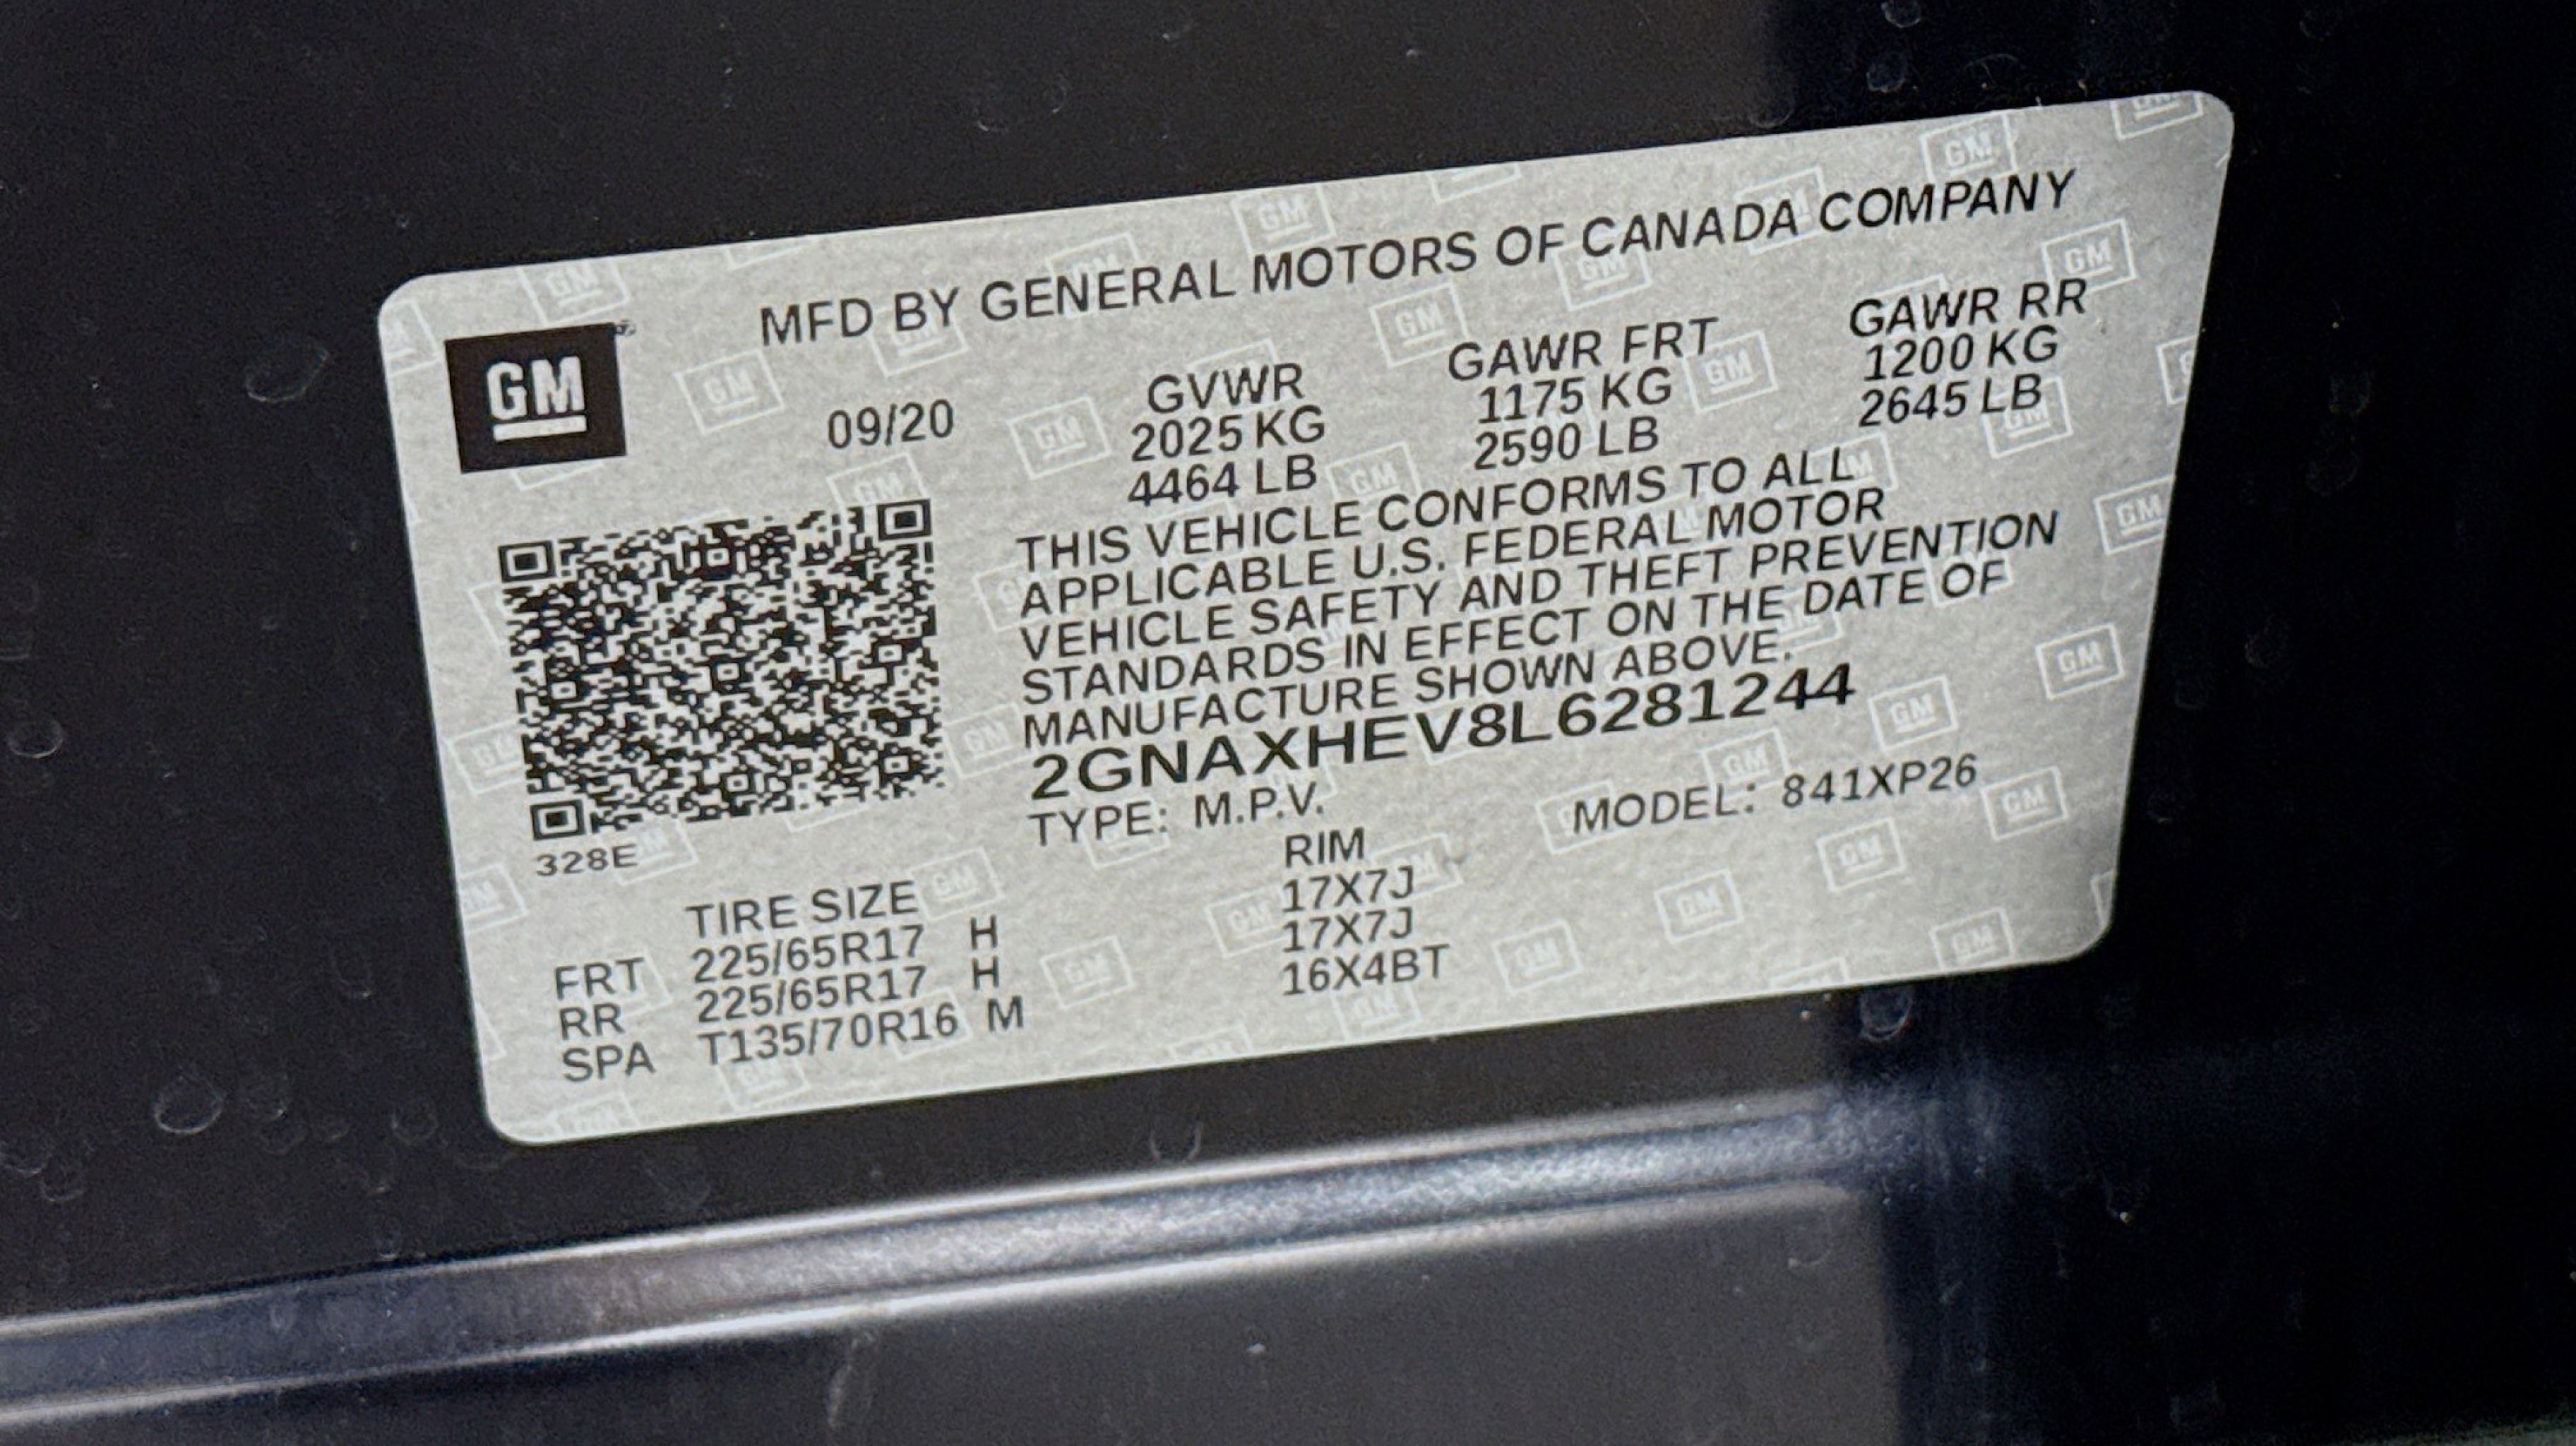 MFD BY GENERAL MOTORS OF CANADA COMPANY
GM
09/20
GVWR GAWR FRT GAWR RR
2025 KG 1175 KG 1200 KG
4464 LB 2590 LB 2645 LB
THIS VEHICLE CONFORMS TO ALL
APPLICABLE U.S. FEDERAL MOTOR
VEHICLE SAFETY AND THEFT PREVENTION
STANDARDS IN EFFECT ON THE DATE OF
MANUFACTURE SHOWN ABOVE.
2GNAXHEV8L6281244
TYPE: M.P.V. MODEL: 841XP26
328E
TIRE SIZE RIM
FRT 225/65R17 H 17X7J
RR 225/65R17 H 17X7J
SPA T135/70R16 M 16X4BT